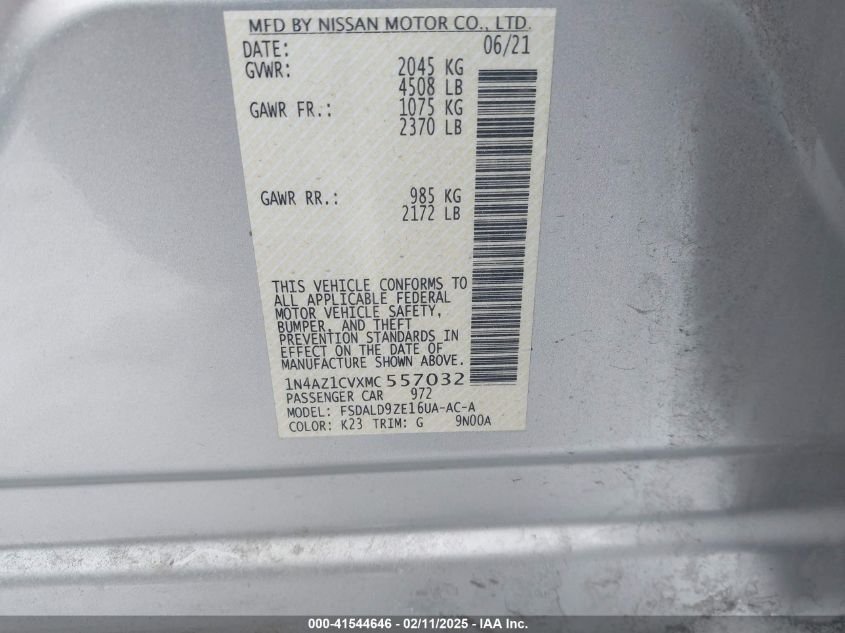 MFD BY NISSAN MOTOR CO., LTD.
DATE: 06/21
GVWR: 2045 KG
4508 LB
GAWR FR.: 1075 KG
2370 LB
GAWR RR.: 985 KG
2172 LB
THIS VEHICLE CONFORMS TO
ALL APPLICABLE FEDERAL
MOTOR VEHICLE SAFETY,
BUMPER, AND THEFT
PREVENTION STANDARDS IN
EFFECT ON THE DATE OF
MANUFACTURE SHOWN ABOVE.
1N4AZ1CVXMC 557032
PASSENGER CAR 972
MODEL: FSDALD9ZE16UA-AC-A
COLOR: K23 TRIM: G 9N00A
000-41544646 - 02/11/2025 - IAA Inc.